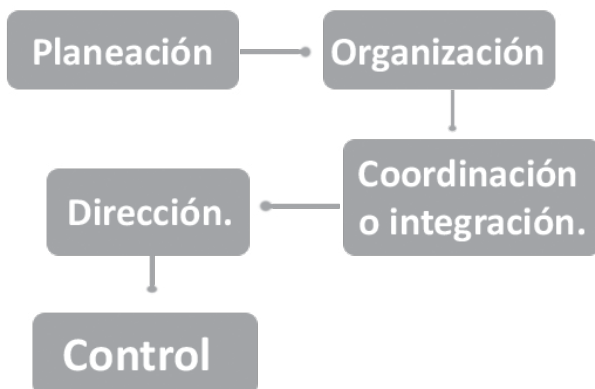 Planeación
Organización
Coordinación
o integración.
Dirección.
Control